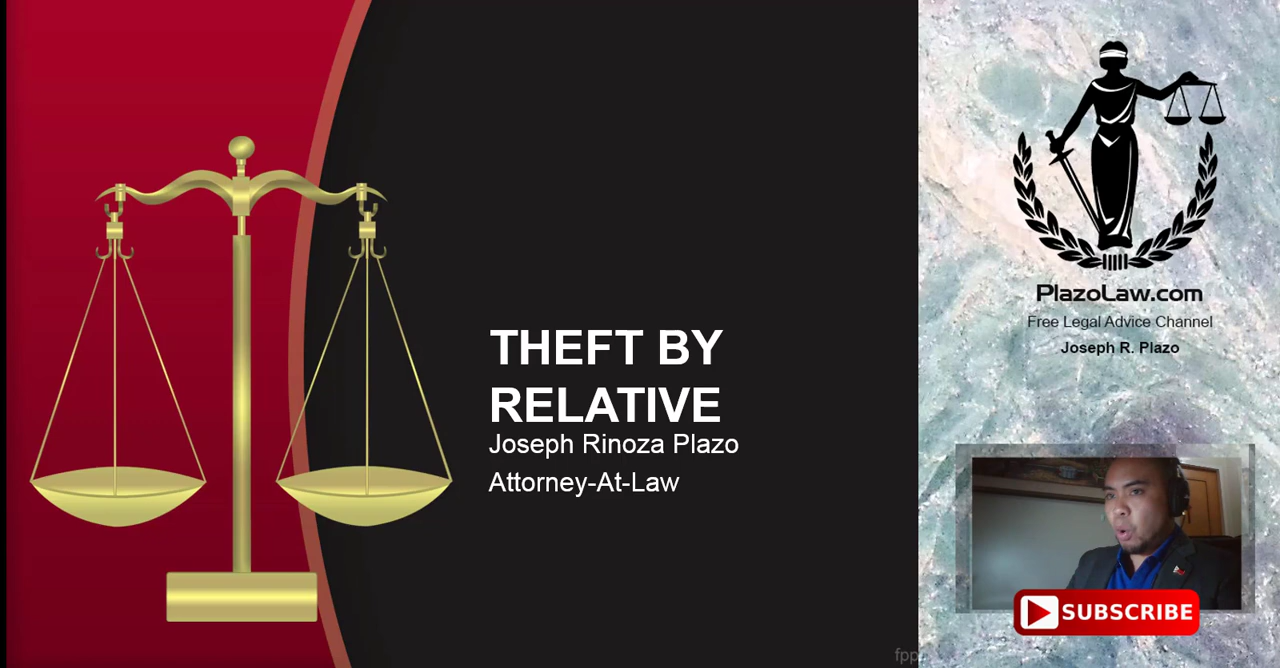 THEFT BY
RELATIVE
Joseph Rinoza Plazo
Attorney-At-Law
PlazoLaw.com
Free Legal Advice Channel
Joseph R. Plazo
SUBSCRIBE